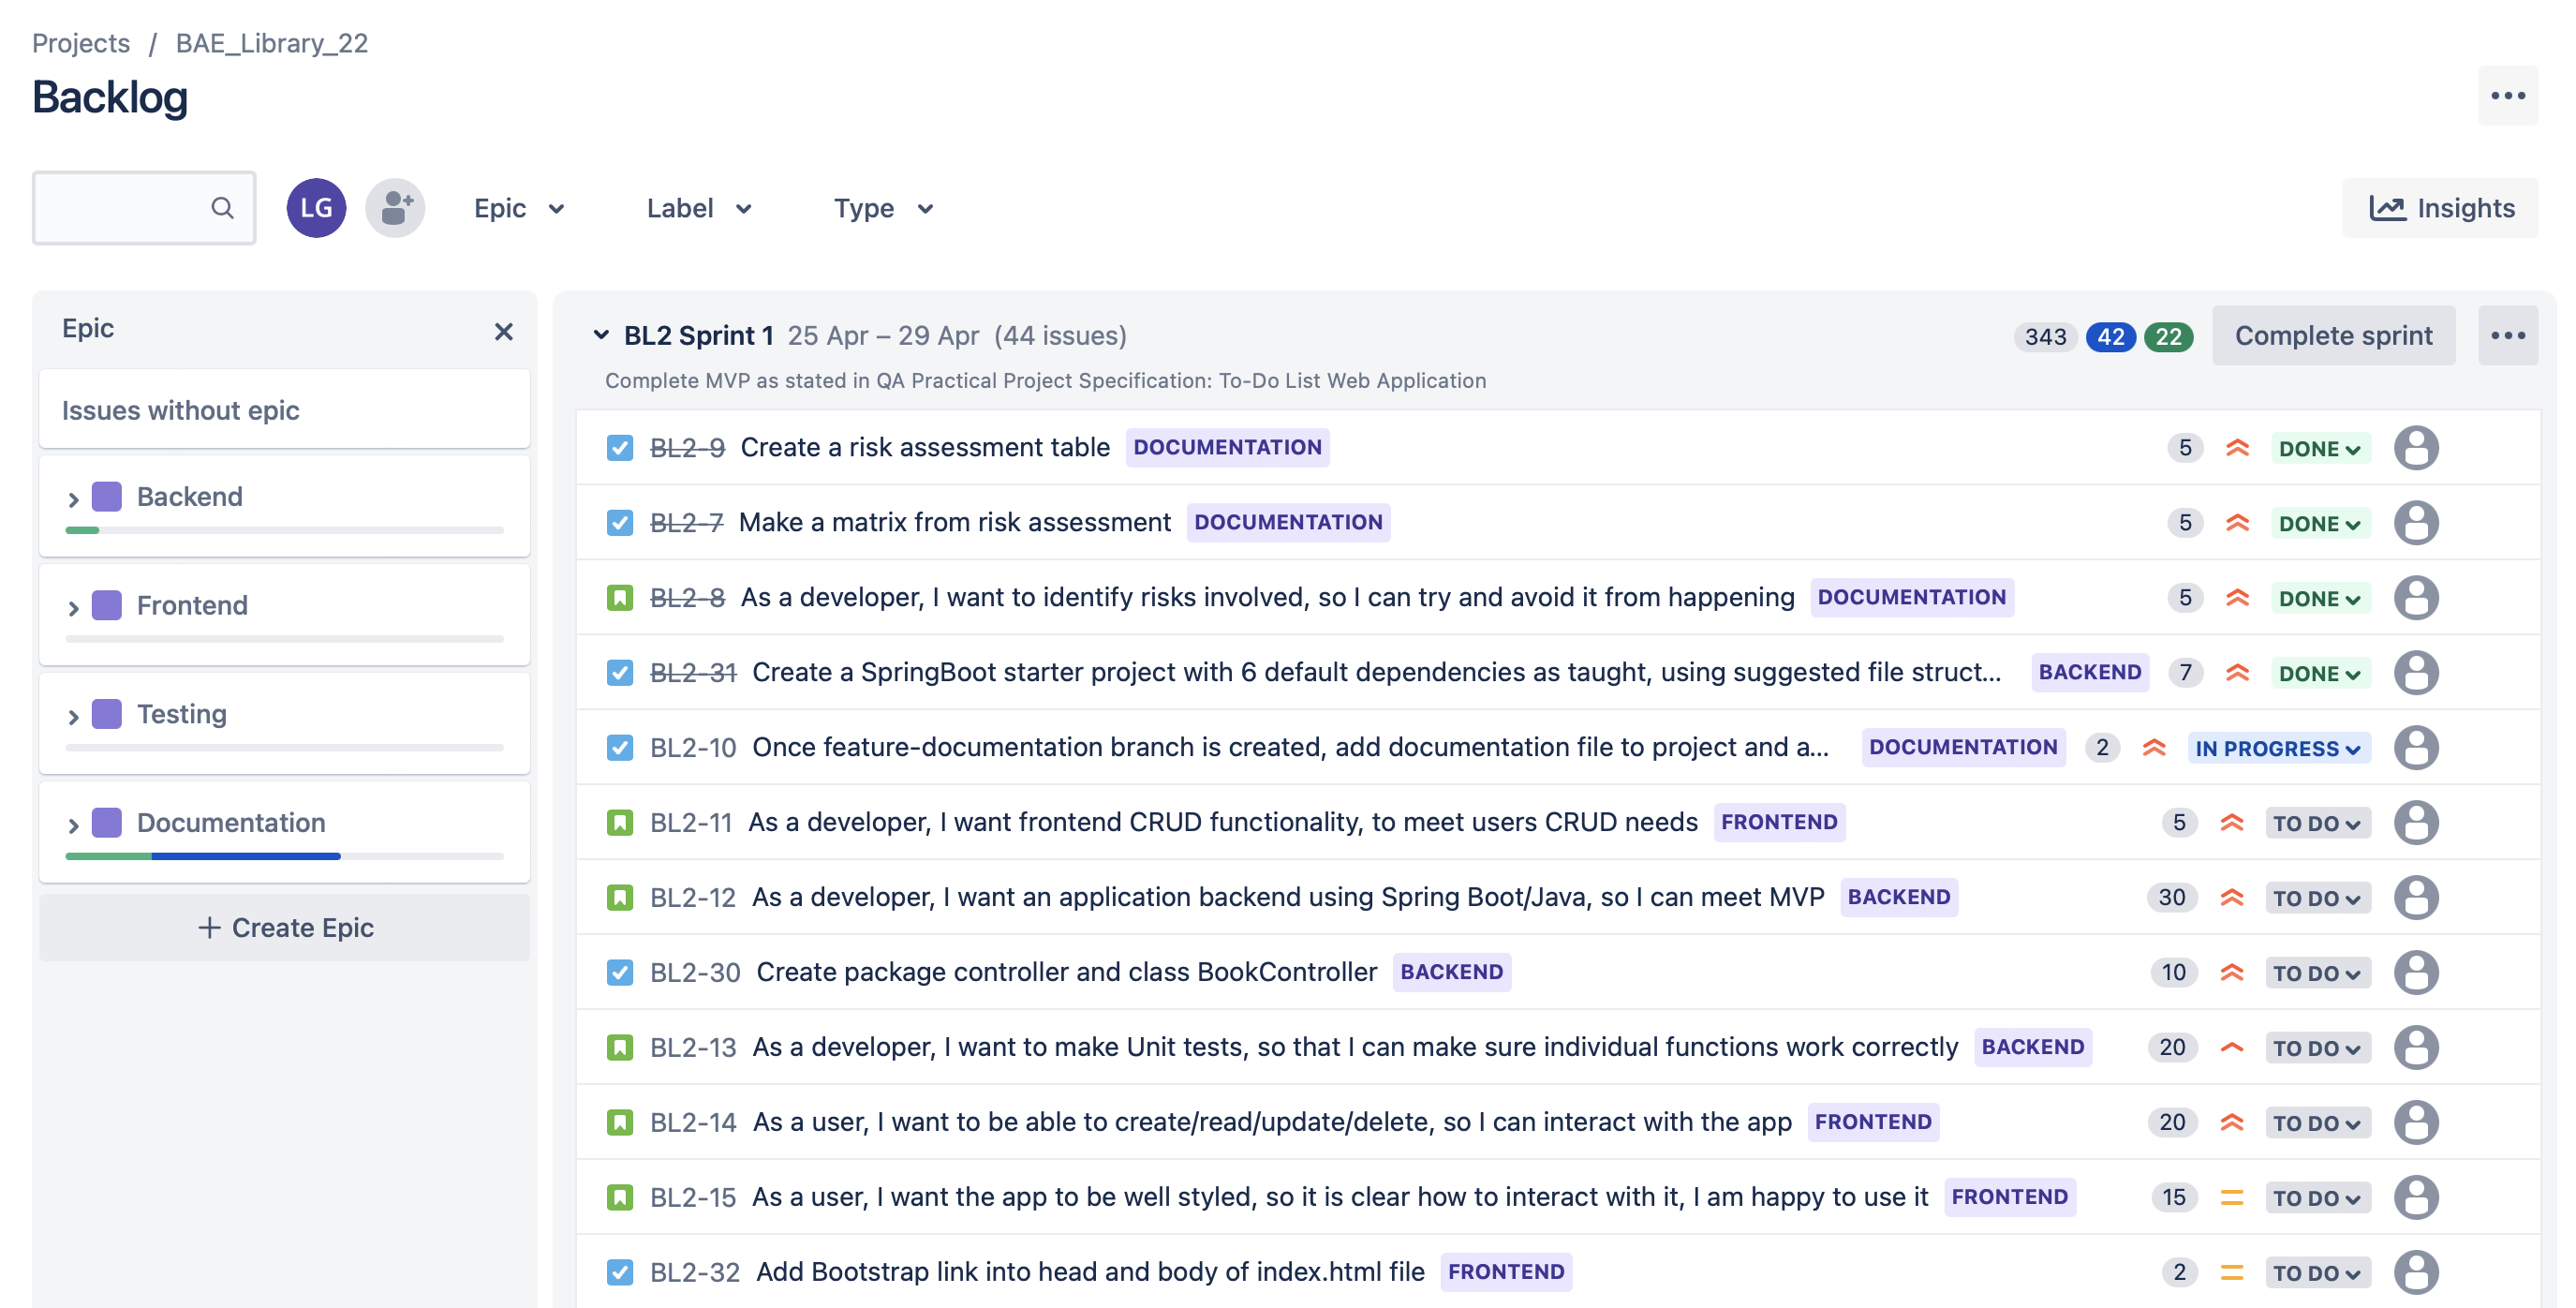 Projects / BAE_Library_22
Backlog
LG Epic Label Type Insights
Epic
Issues without epic
Backend
Frontend
Testing
Documentation
+ Create Epic
BL2 Sprint 1 25 Apr – 29 Apr (44 issues) 343 42 22 Complete sprint
Complete MVP as stated in QA Practical Project Specification: To-Do List Web Application
BL2-9 Create a risk assessment table DOCUMENTATION 5 DONE
BL2-7 Make a matrix from risk assessment DOCUMENTATION 5 DONE
BL2-8 As a developer, I want to identify risks involved, so I can try and avoid it from happening DOCUMENTATION 5 DONE
BL2-31 Create a SpringBoot starter project with 6 default dependencies as taught, using suggested file struct... BACKEND 7 DONE
BL2-10 Once feature-documentation branch is created, add documentation file to project and a... DOCUMENTATION 2 IN PROGRESS
BL2-11 As a developer, I want frontend CRUD functionality, to meet users CRUD needs FRONTEND 5 TO DO
BL2-12 As a developer, I want an application backend using Spring Boot/Java, so I can meet MVP BACKEND 30 TO DO
BL2-30 Create package controller and class BookController BACKEND 10 TO DO
BL2-13 As a developer, I want to make Unit tests, so that I can make sure individual functions work correctly BACKEND 20 TO DO
BL2-14 As a user, I want to be able to create/read/update/delete, so I can interact with the app FRONTEND 20 TO DO
BL2-15 As a user, I want the app to be well styled, so it is clear how to interact with it, I am happy to use it FRONTEND 15 TO DO
BL2-32 Add Bootstrap link into head and body of index.html file FRONTEND 2 TO DO